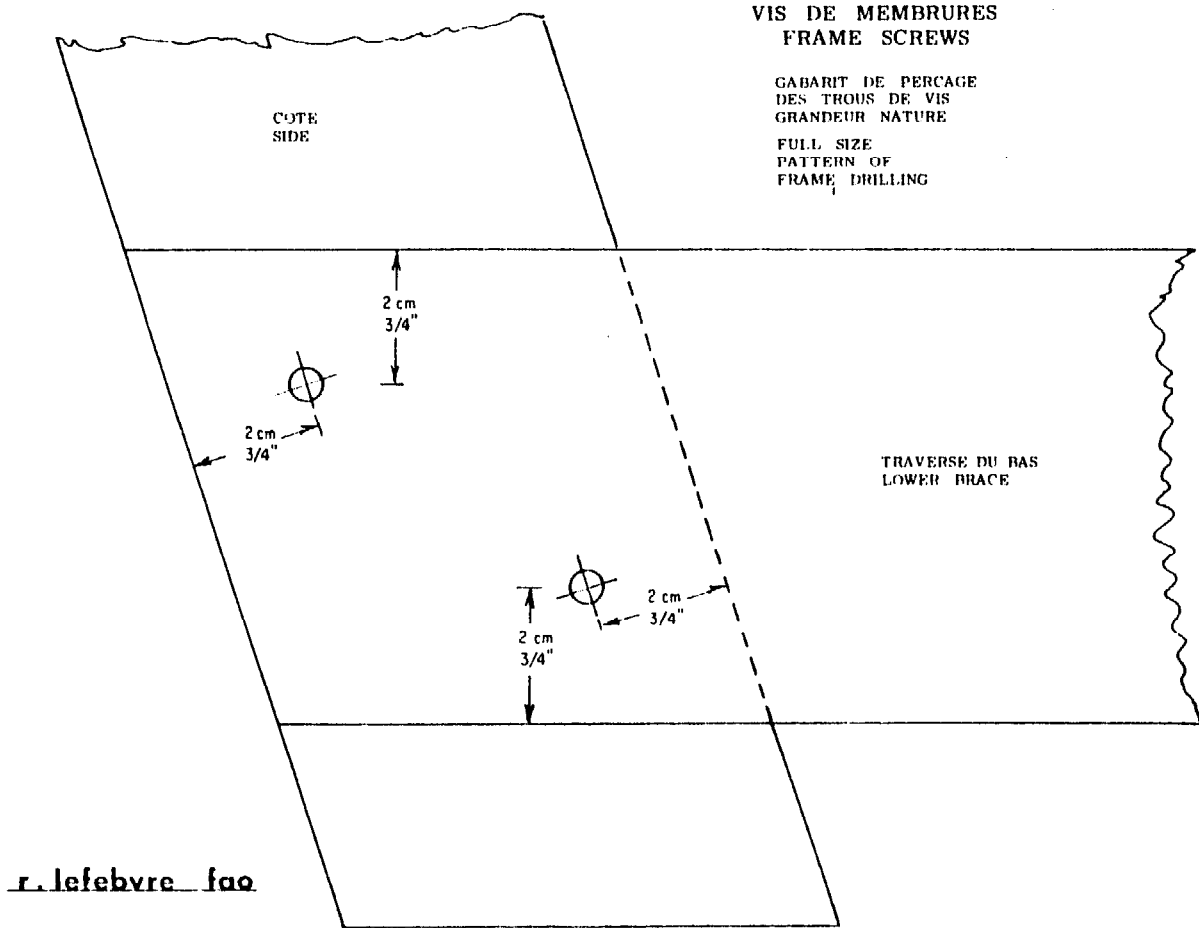 VIS DE MEMBRURES
FRAME SCREWS
GABARIT DE PERCAGE
DES TROUS DE VIS
GRANDEUR NATURE
FULL SIZE
PATTERN OF
FRAME DRILLING
COTE
SIDE
2 cm
3/4"
2 cm
3/4"
TRAVERSE DU BAS
LOWER BRACE
2 cm
3/4"
2 cm
3/4"
r. lefebvre fao